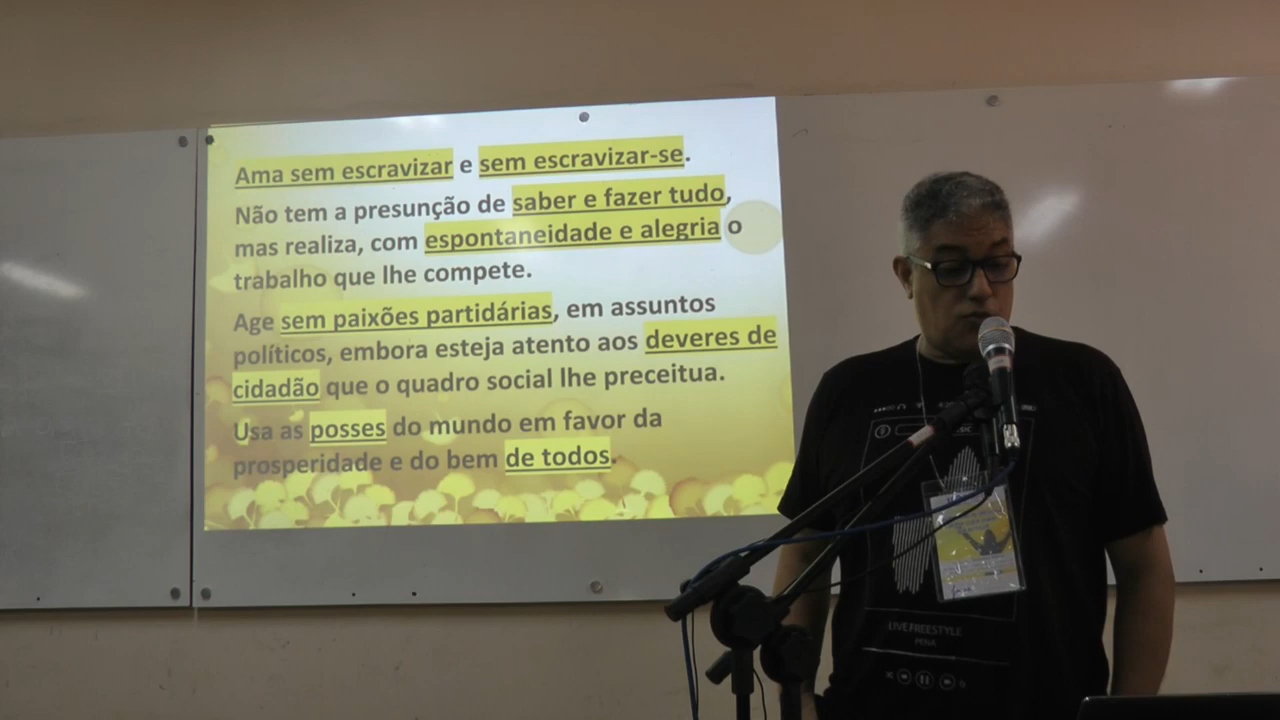 Ama sem escravizar e sem escravizar-se.
Não tem a presunção de saber e fazer tudo,
mas realiza, com espontaneidade e alegria o
trabalho que lhe compete.
Age sem paixões partidárias, em assuntos
políticos, embora esteja atento aos deveres de
cidadão que o quadro social lhe preceitua.
Usa as posses do mundo em favor da
prosperidade e do bem de todos.
LIVE FREESTYLE
PENA